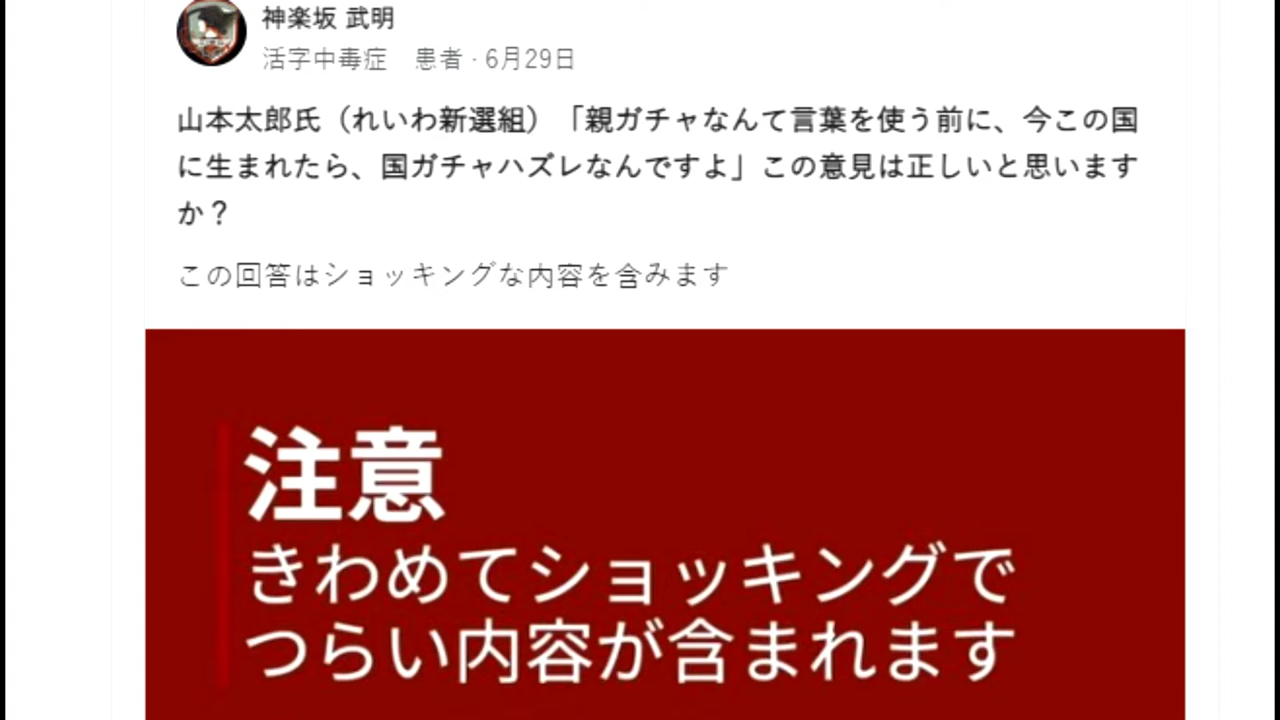 神楽坂 武明
活字中毒症 患者 · 6月29日
山本太郎氏（れいわ新選組）「親ガチャなんて言葉を使う前に、今この国
に生まれたら、国ガチャハズレなんですよ」この意見は正しいと思います
か？
この回答はショッキングな内容を含みます
注意
きわめてショッキングで
つらい内容が含まれます